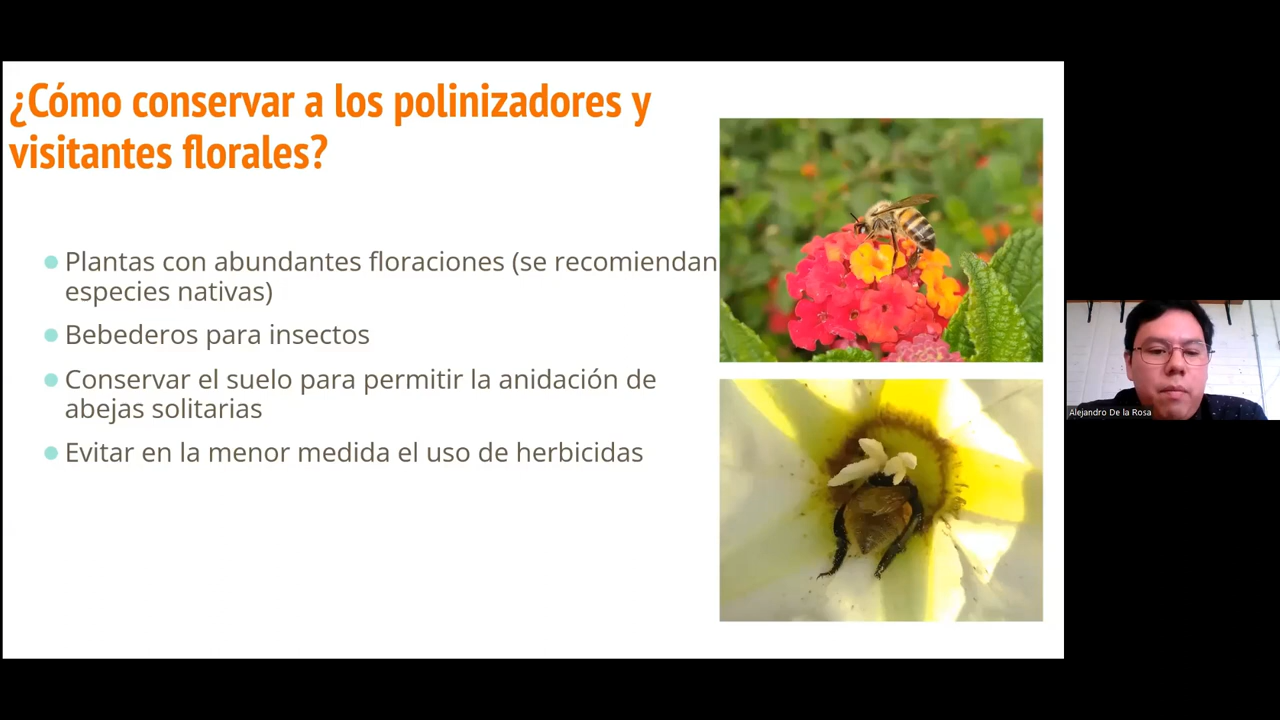 ¿Cómo conservar a los polinizadores y
visitantes florales?
Plantas con abundantes floraciones (se recomiendan
especies nativas)
Bebederos para insectos
Conservar el suelo para permitir la anidación de
abejas solitarias
Evitar en la menor medida el uso de herbicidas
Alejandro De la Rosa